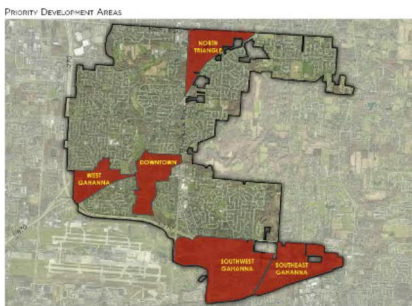 PRIORITY DEVELOPMENT AREAS
NORTH
TRIANGLE
DOWNTOWN
WEST
GAHANNA
SOUTHWEST
GAHANNA
SOUTHEAST
GAHANNA